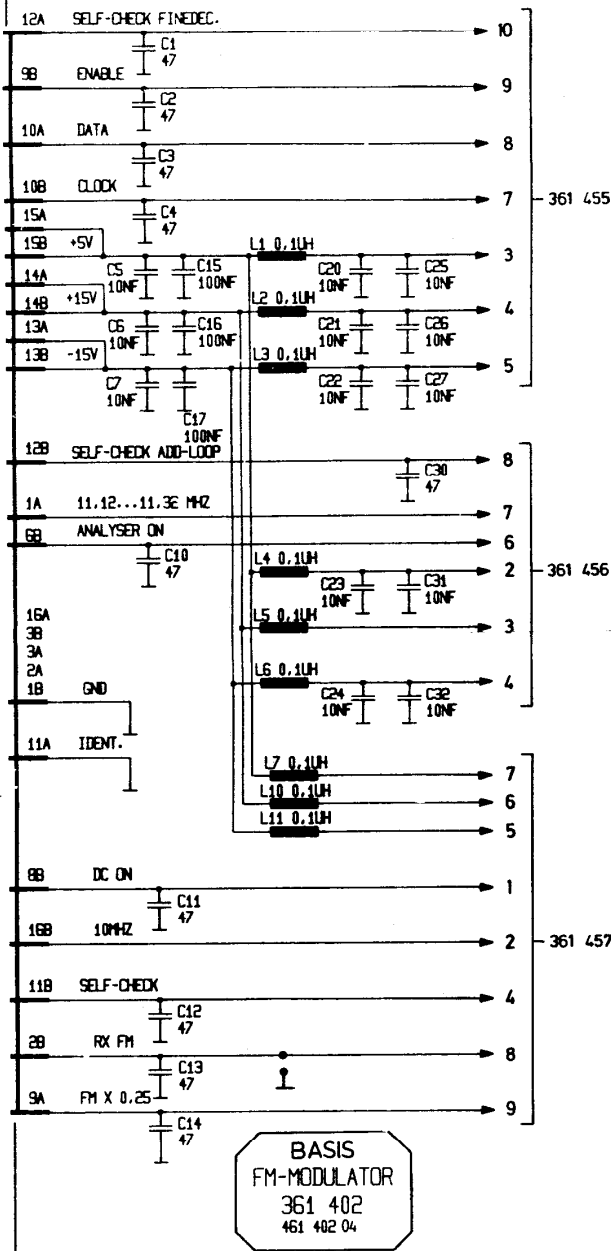 12A SELF-CHECK FINEDEC. 10
C1
47
9B ENABLE 9
C2
47
10A DATA 8
C3
47
10B CLOCK 7
C4
47
361 455
15A
15B +5V L1 0,1UH 3
C5
10NF
C15
100NF
C20
10NF
C25
10NF
14A
14B +15V L2 0,1UH 4
C6
10NF
C16
100NF
C21
10NF
C26
10NF
13A
13B -15V L3 0,1UH 5
C7
10NF
C17
100NF
C22
10NF
C27
10NF
12B SELF-CHECK ADD-LOOP 8
C30
47
1A 11,12...11,32 MHZ 7
6B ANALYSER ON 6
C10
47
L4 0,1UH 2
361 456
C23
10NF
C31
10NF
L5 0,1UH 3
16A
3B
3A
2A
1B GND
L6 0,1UH 4
C24
10NF
C32
10NF
11A IDENT.
L7 0,1UH 7
L10 0,1UH 6
L11 0,1UH 5
8B DC ON 1
C11
47
16B 10MHZ 2
361 457
11B SELF-CHECK 4
C12
47
2B RX FM 8
C13
47
9A FM X 0,25 9
C14
47
BASIS
FM-MODULATOR
361 402
461 402 04